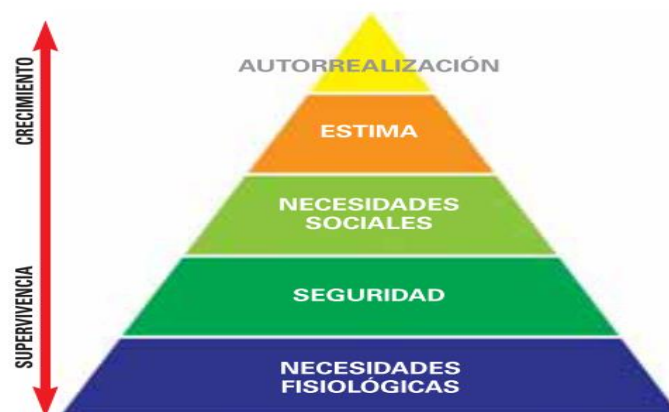 CRECIMIENTO
SUPERVIVENCIA
AUTORREALIZACIÓN
ESTIMA
NECESIDADES
SOCIALES
SEGURIDAD
NECESIDADES
FISIOLÓGICAS